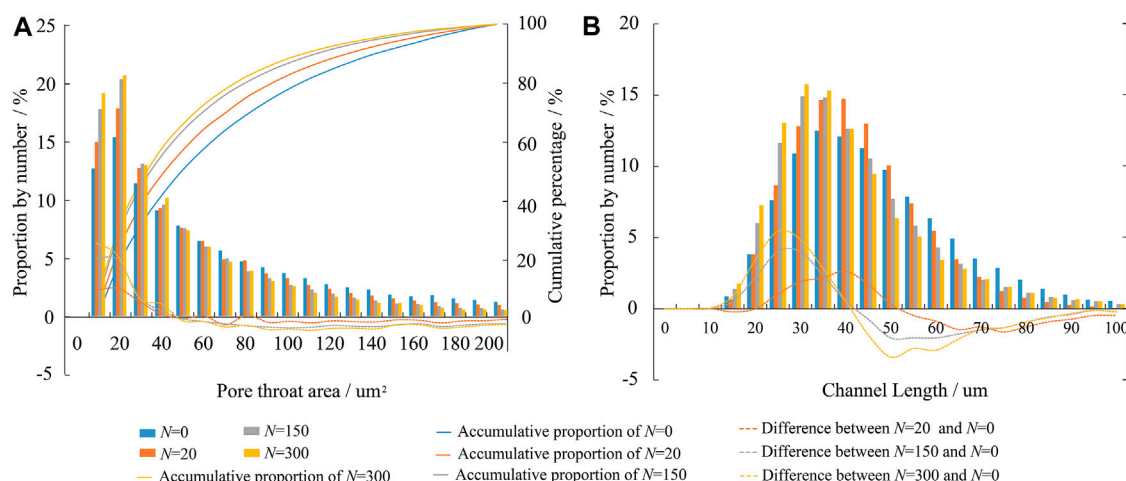 A
B
25
20
15
10
5
0
-5
Proportion by number / %
100
80
60
40
20
0
Cumulative percentage / %
0 20 40 60 80 100 120 140 160 180 200
Pore throat area / um²
20
15
10
5
0
-5
Proportion by number / %
0 10 20 30 40 50 60 70 80 90 100
Channel Length / um
N=0
N=150
N=20
N=300
Accumulative proportion of N=300
Accumulative proportion of N=0
Accumulative proportion of N=20
Accumulative proportion of N=150
Difference between N=20 and N=0
Difference between N=150 and N=0
Difference between N=300 and N=0